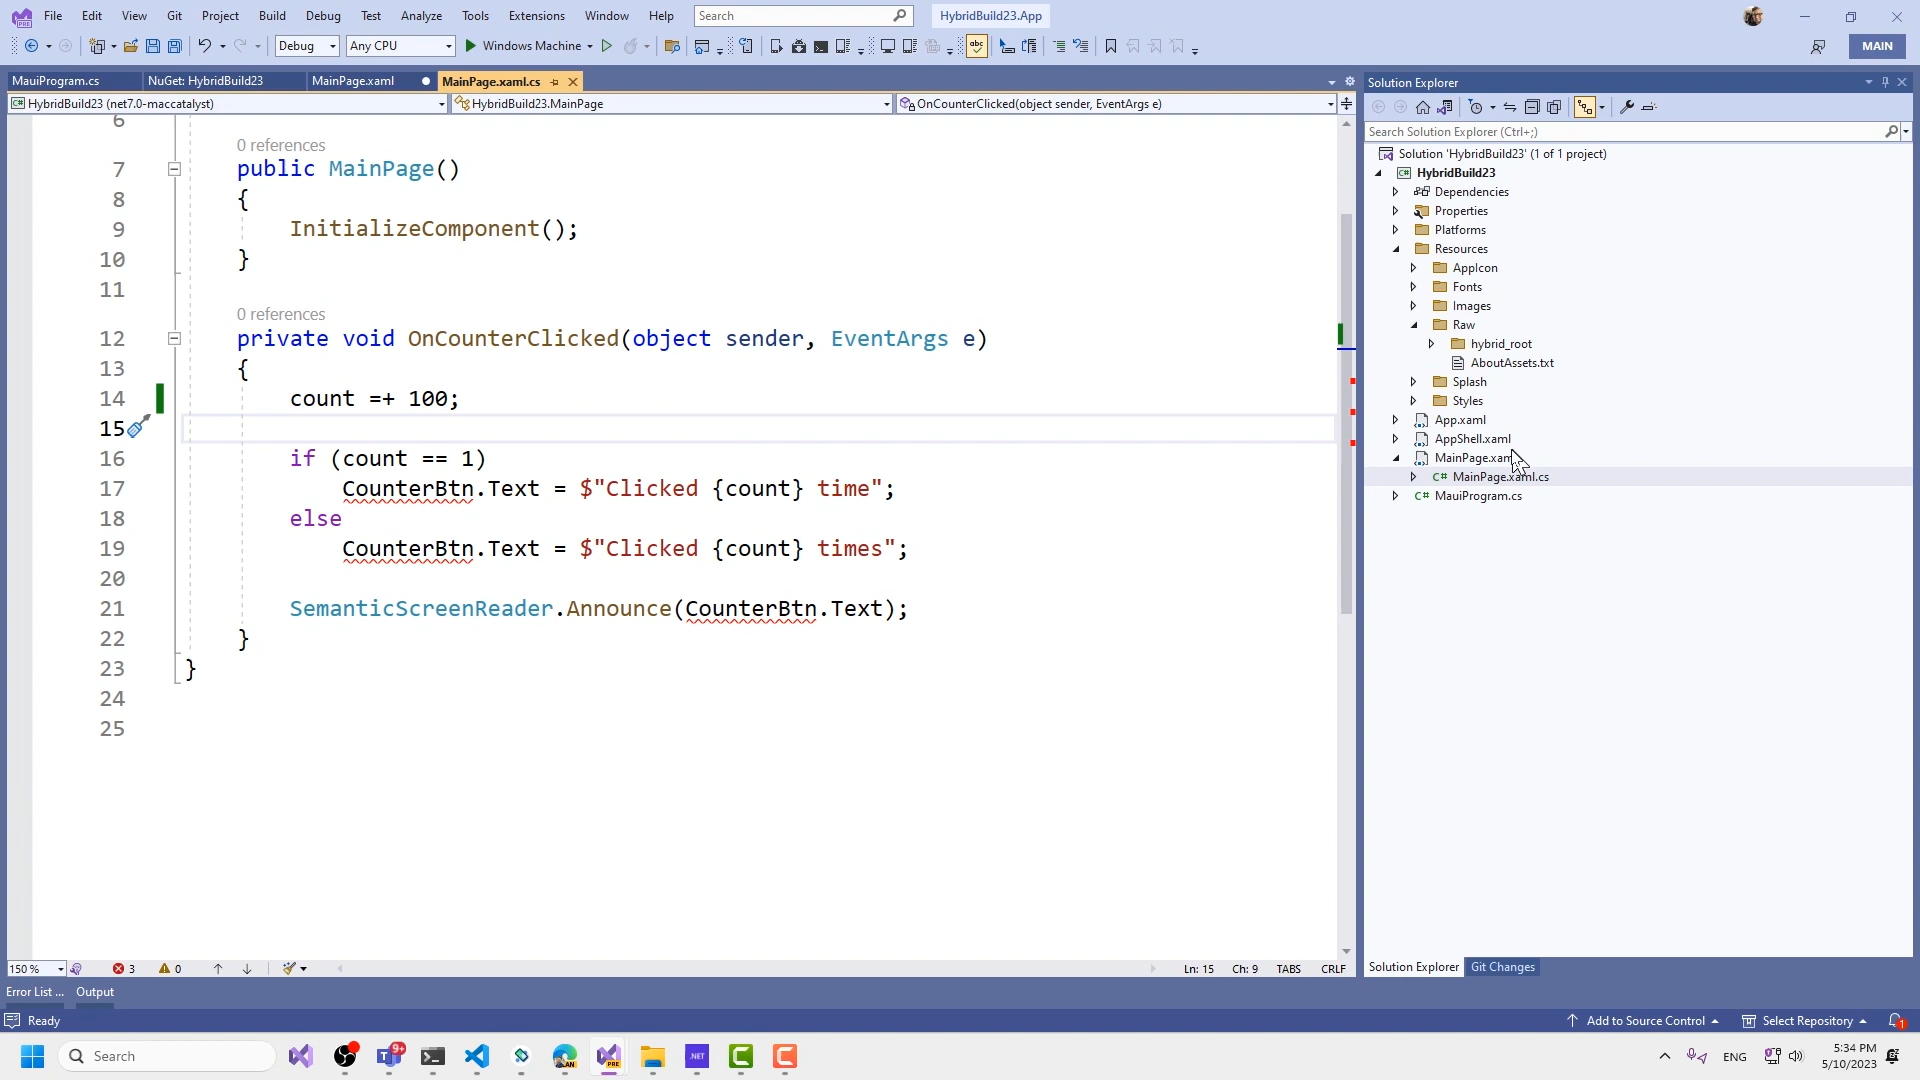 File Edit View Git Project Build Debug Test Analyze Tools Extensions Window Help Search HybridBuild23.App
Debug Any CPU Windows Machine MAIN
MauiProgram.cs NuGet: HybridBuild23 MainPage.xaml MainPage.xaml.cs
HybridBuild23 (net7.0-maccatalyst) HybridBuild23.MainPage OnCounterClicked(object sender, EventArgs e)
6
0 references
7 public MainPage()
8 {
9 InitializeComponent();
10 }
11
0 references
12 private void OnCounterClicked(object sender, EventArgs e)
13 {
14 count =+ 100;
15
16 if (count == 1)
17 CounterBtn.Text = $"Clicked {count} time";
18 else
19 CounterBtn.Text = $"Clicked {count} times";
20
21 SemanticScreenReader.Announce(CounterBtn.Text);
22 }
23 }
24
25
150 % 3 0 Ln: 15 Ch: 9 TABS CRLF
Error List ... Output
Solution Explorer
Search Solution Explorer (Ctrl+;)
Solution 'HybridBuild23' (1 of 1 project)
C# HybridBuild23
Dependencies
Properties
Platforms
Resources
AppIcon
Fonts
Images
Raw
hybrid_root
AboutAssets.txt
Splash
Styles
App.xaml
AppShell.xaml
MainPage.xaml
C# MainPage.xaml.cs
C# MauiProgram.cs
Solution Explorer Git Changes
Ready Add to Source Control Select Repository 1
Search 9+ PRE .NET ENG 5:34 PM
5/10/2023